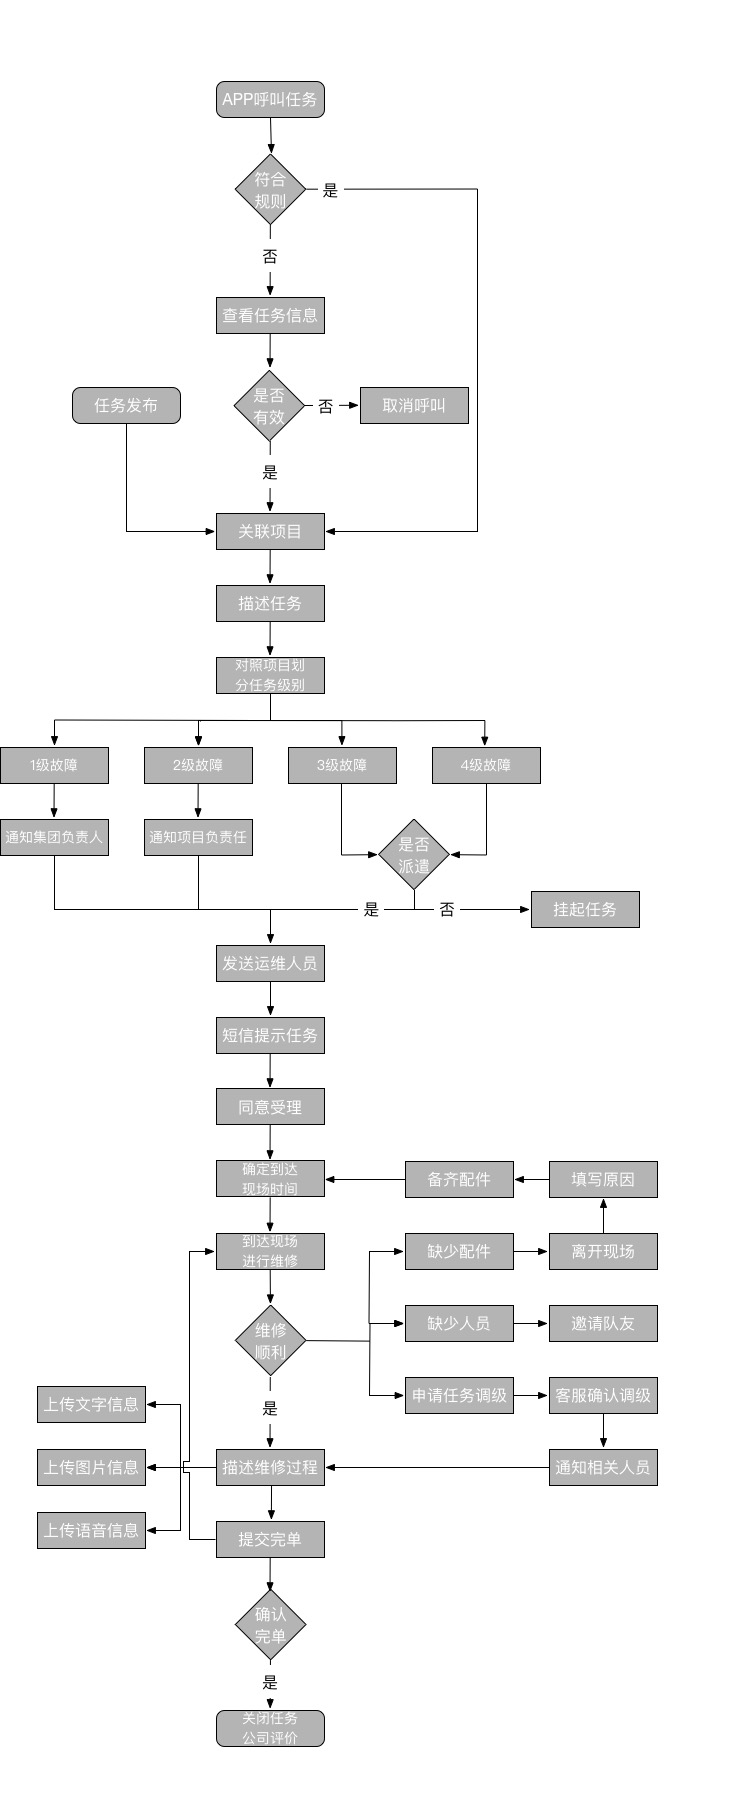 APP呼叫任务
符合
规则
是
否
查看任务信息
任务发布
是否
有效
否
取消呼叫
是
关联项目
描述任务
对照项目划
分任务级别
1级故障
2级故障
3级故障
4级故障
通知集团负责人
通知项目负责任
是否
派遣
是
否
挂起任务
发送运维人员
短信提示任务
同意受理
确定到达
现场时间
备齐配件
填写原因
到达现场
进行维修
缺少配件
离开现场
维修
顺利
缺少人员
邀请队友
申请任务调级
客服确认调级
上传文字信息
是
上传图片信息
描述维修过程
通知相关人员
上传语音信息
提交完单
确认
完单
是
关闭任务
公司评价